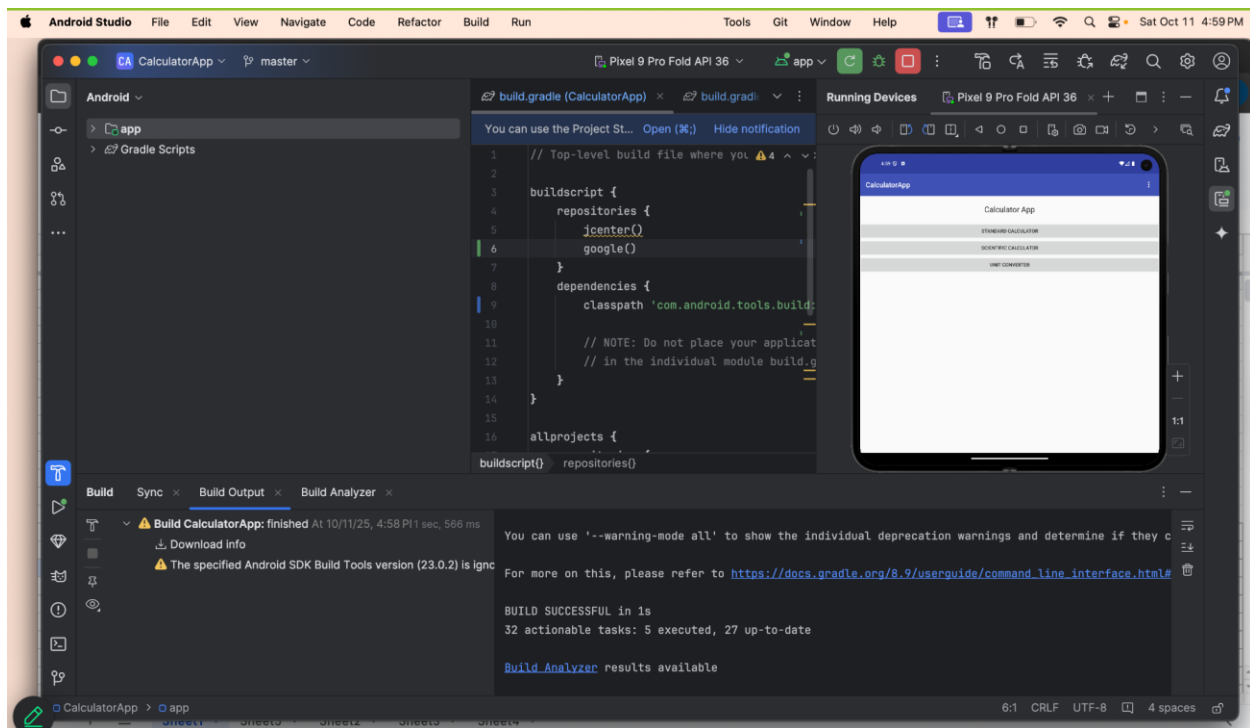 Android Studio File Edit View Navigate Code Refactor Build Run Tools Git Window Help Sat Oct 11 4:59 PM
CA CalculatorApp master Pixel 9 Pro Fold API 36 app
Android
app
Gradle Scripts
build.gradle (CalculatorApp) build.gradl
You can use the Project St... Open (⌘;) Hide notification
1 // Top-level build file where you 4
2
3 buildscript {
4 repositories {
5 jcenter()
6 google()
7 }
8 dependencies {
9 classpath 'com.android.tools.build:
10
11 // NOTE: Do not place your applicat
12 // in the individual module build.g
13 }
14 }
15
16 allprojects {
buildscript{} repositories{}
Running Devices Pixel 9 Pro Fold API 36
CalculatorApp
Calculator App
STANDARD CALCULATOR
SCIENTIFIC CALCULATOR
UNIT CONVERTER
1:1
Build Sync Build Output Build Analyzer
Build CalculatorApp: finished At 10/11/25, 4:58 PI 1 sec, 566 ms
Download info
The specified Android SDK Build Tools version (23.0.2) is igno
You can use '--warning-mode all' to show the individual deprecation warnings and determine if they c
For more on this, please refer to https://docs.gradle.org/8.9/userguide/command_line_interface.html#
BUILD SUCCESSFUL in 1s
32 actionable tasks: 5 executed, 27 up-to-date
Build Analyzer results available
CalculatorApp > app 6:1 CRLF UTF-8 4 spaces